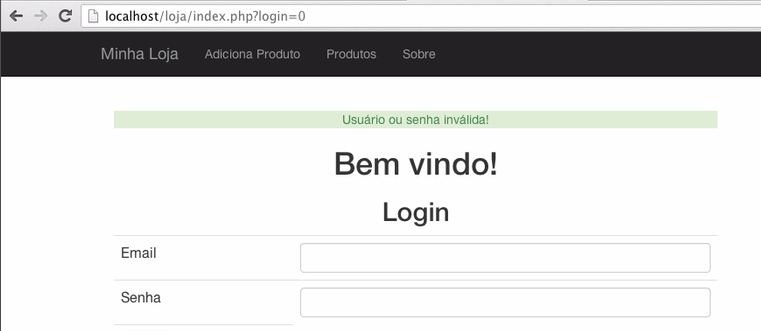 localhost/loja/index.php?login=0
Minha Loja Adiciona Produto Produtos Sobre
Usuário ou senha inválida!
Bem vindo!
Login
Email
Senha